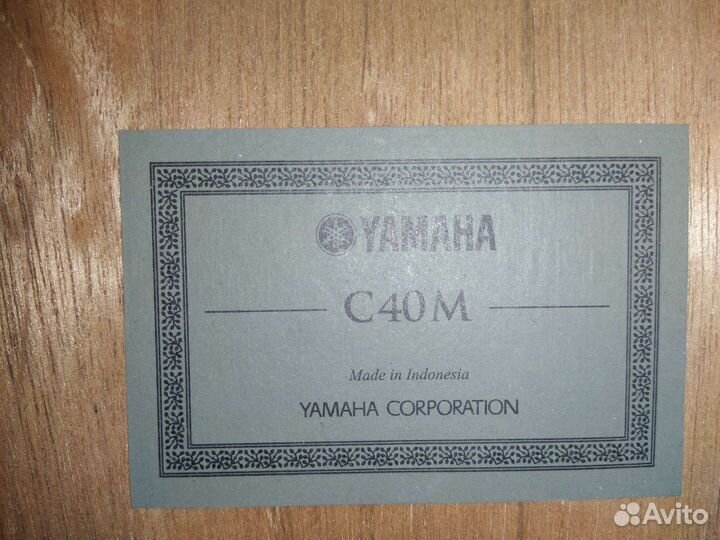 YAMAHA
C40M
Made in Indonesia
YAMAHA CORPORATION
Avito